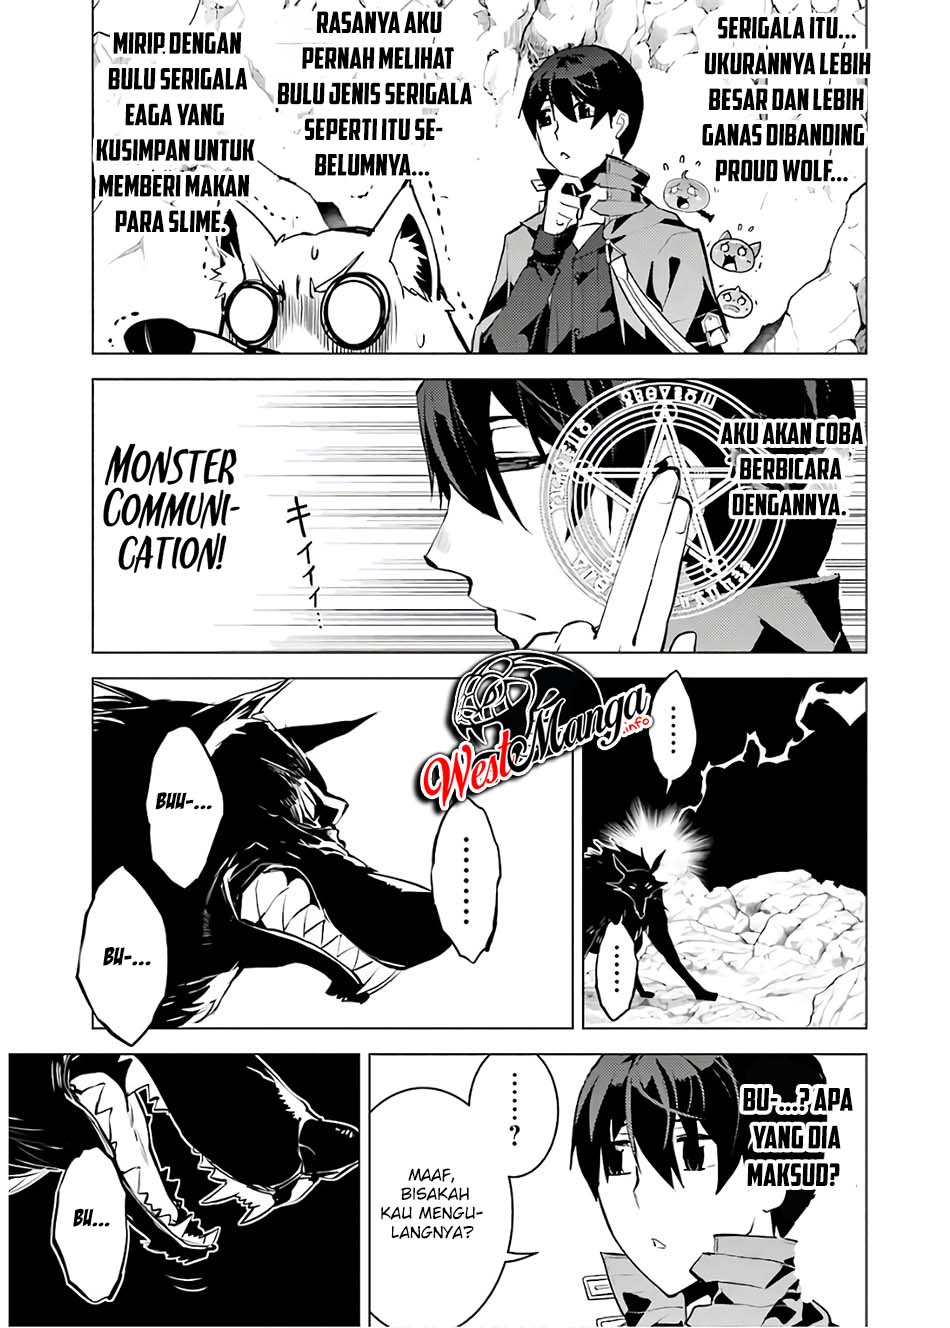 SERIGALA ITU...
UKURANNYA LEBIH
BESAR DAN LEBIH
GANAS DIBANDING
PROUD WOLF...
RASANYA AKU
PERNAH MELIHAT
BULU JENIS SERIGALA
SEPERTI ITU SE-
BELUMNYA...
MIRIP DENGAN
BULU SERIGALA
EAGA YANG
KUSIMPAN UNTUK
MEMBERI MAKAN
PARA SLIME.
AKU AKAN COBA
BERBICARA
DENGANNYA.
MONSTER
COMMUNI-
CATION!
キィィィ...
......
......
WestManga
.info
........
BUU-...
BU-...
BU-...? APA
YANG DIA
MAKSUD?
......?
MAAF,
BISAKAH
KAU MENGU-
LANGNYA?
BU...